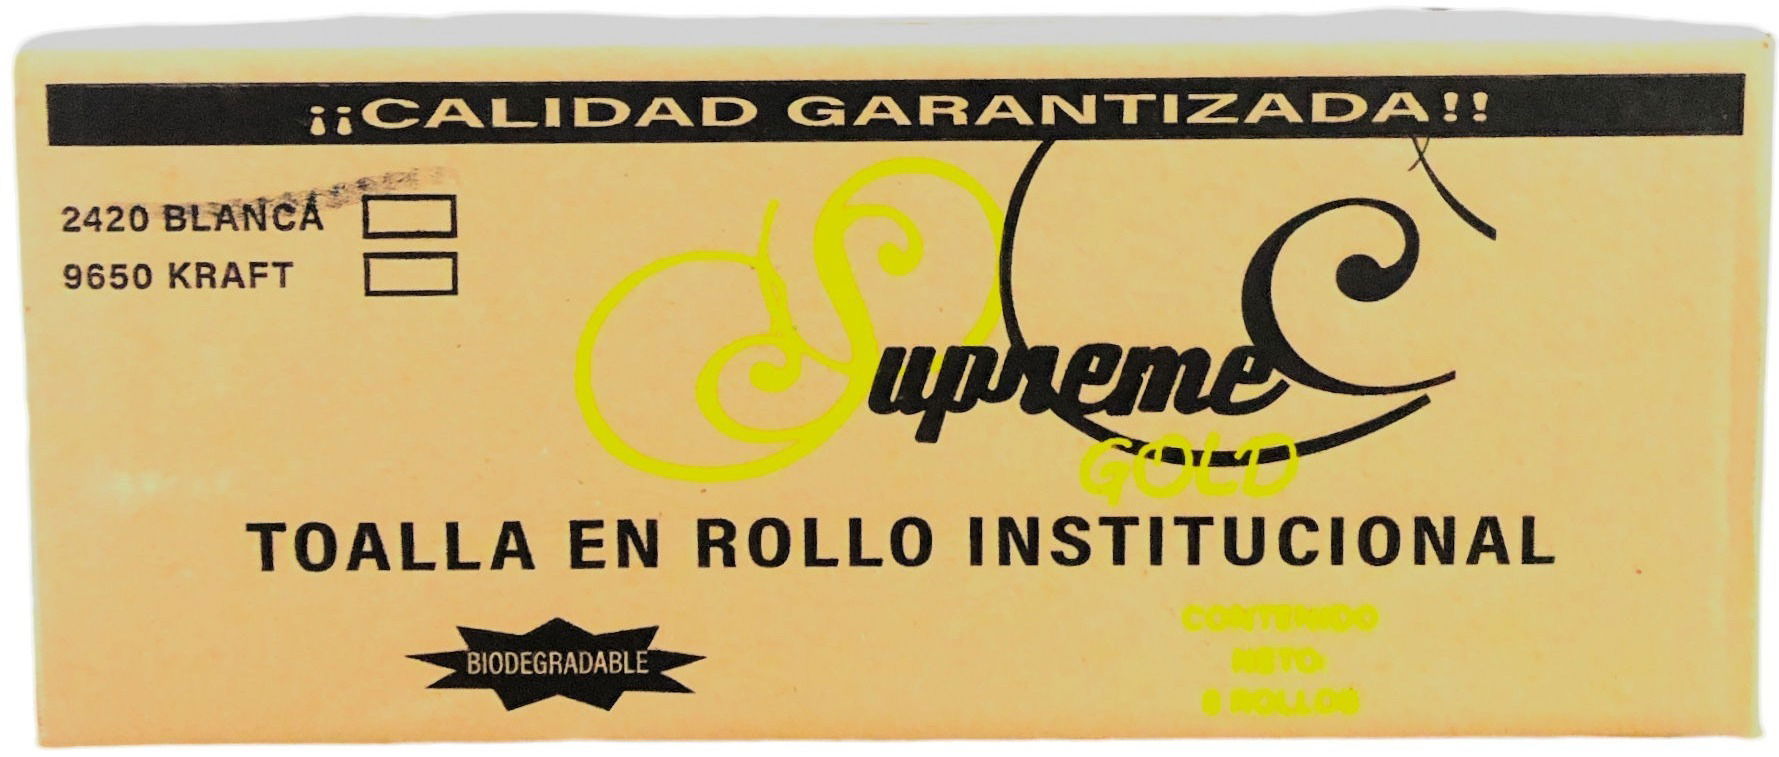 ¡¡CALIDAD GARANTIZADA!!
2420 BLANCA
9650 KRAFT
Supreme
GOLD
TOALLA EN ROLLO INSTITUCIONAL
BIODEGRADABLE
CONTENIDO
NETO:
ROLLOS